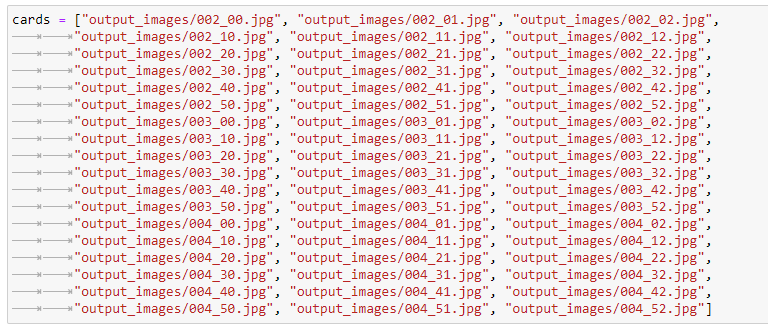 cards = ["output_images/002_00.jpg", "output_images/002_01.jpg", "output_images/002_02.jpg",
"output_images/002_10.jpg", "output_images/002_11.jpg", "output_images/002_12.jpg",
"output_images/002_20.jpg", "output_images/002_21.jpg", "output_images/002_22.jpg",
"output_images/002_30.jpg", "output_images/002_31.jpg", "output_images/002_32.jpg",
"output_images/002_40.jpg", "output_images/002_41.jpg", "output_images/002_42.jpg",
"output_images/002_50.jpg", "output_images/002_51.jpg", "output_images/002_52.jpg",
"output_images/003_00.jpg", "output_images/003_01.jpg", "output_images/003_02.jpg",
"output_images/003_10.jpg", "output_images/003_11.jpg", "output_images/003_12.jpg",
"output_images/003_20.jpg", "output_images/003_21.jpg", "output_images/003_22.jpg",
"output_images/003_30.jpg", "output_images/003_31.jpg", "output_images/003_32.jpg",
"output_images/003_40.jpg", "output_images/003_41.jpg", "output_images/003_42.jpg",
"output_images/003_50.jpg", "output_images/003_51.jpg", "output_images/003_52.jpg",
"output_images/004_00.jpg", "output_images/004_01.jpg", "output_images/004_02.jpg",
"output_images/004_10.jpg", "output_images/004_11.jpg", "output_images/004_12.jpg",
"output_images/004_20.jpg", "output_images/004_21.jpg", "output_images/004_22.jpg",
"output_images/004_30.jpg", "output_images/004_31.jpg", "output_images/004_32.jpg",
"output_images/004_40.jpg", "output_images/004_41.jpg", "output_images/004_42.jpg",
"output_images/004_50.jpg", "output_images/004_51.jpg", "output_images/004_52.jpg"]